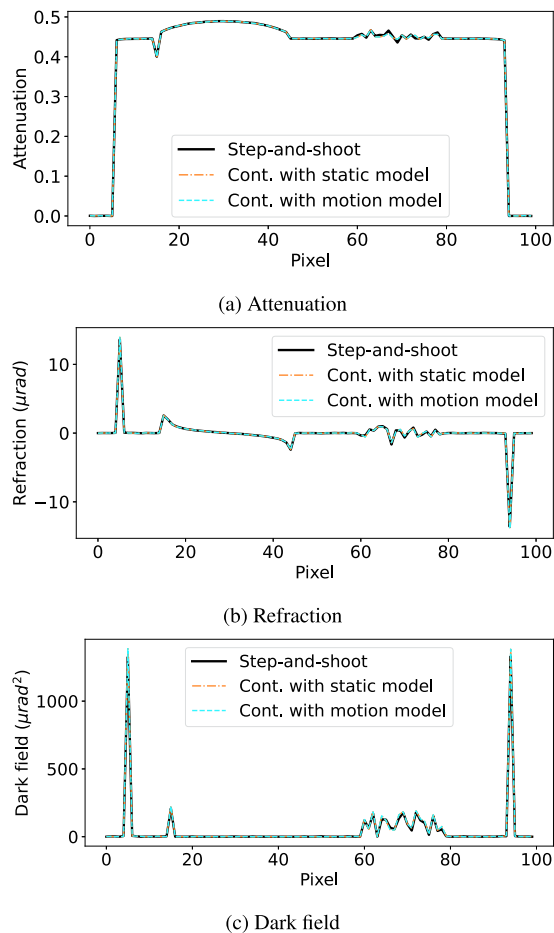 0.5
0.4
0.3
0.2
0.1
0.0
Attenuation
Step-and-shoot
Cont. with static model
Cont. with motion model
0 20 40 60 80 100
Pixel
(a) Attenuation
10
0
−10
Refraction (μrad)
Step-and-shoot
Cont. with static model
Cont. with motion model
0 20 40 60 80 100
Pixel
(b) Refraction
1000
500
0
Dark field (μrad²)
Step-and-shoot
Cont. with static model
Cont. with motion model
0 20 40 60 80 100
Pixel
(c) Dark field